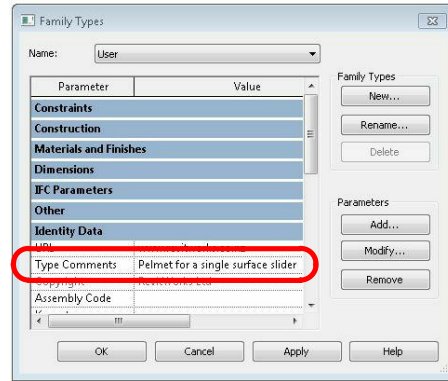 Family Types
Name: User
Parameter Value
Constraints
Construction
Materials and Finishes
Dimensions
IFC Parameters
Other
Identity Data
URL
Type Comments Pelmet for a single surface slider
Copyright
Assembly Code
Family Types
New...
Rename...
Delete
Parameters
Add...
Modify...
Remove
OK Cancel Apply Help